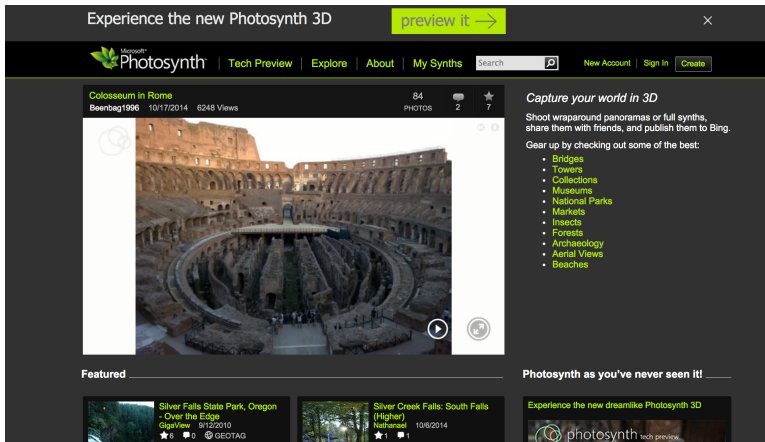 Experience the new Photosynth 3D
preview it
Microsoft®
Photosynth™
Tech Preview
Explore
About
My Synths
Search
New Account
Sign In
Create
Colosseum in Rome
Beenbag1996 10/17/2014 6248 Views
84
PHOTOS
2
7
Capture your world in 3D
Shoot wraparound panoramas or full synths,
share them with friends, and publish them to Bing.
Gear up by checking out some of the best:
Bridges
Towers
Collections
Museums
National Parks
Markets
Insects
Forests
Archaeology
Aerial Views
Beaches
Featured
Silver Falls State Park, Oregon
- Over the Edge
GigaView 9/12/2010
6 0 GEOTAG
Silver Creek Falls: South Falls
(Higher)
Nathanael 10/6/2014
1 1
Photosynth as you've never seen it!
Experience the new dreamlike Photosynth 3D
photosynth tech preview